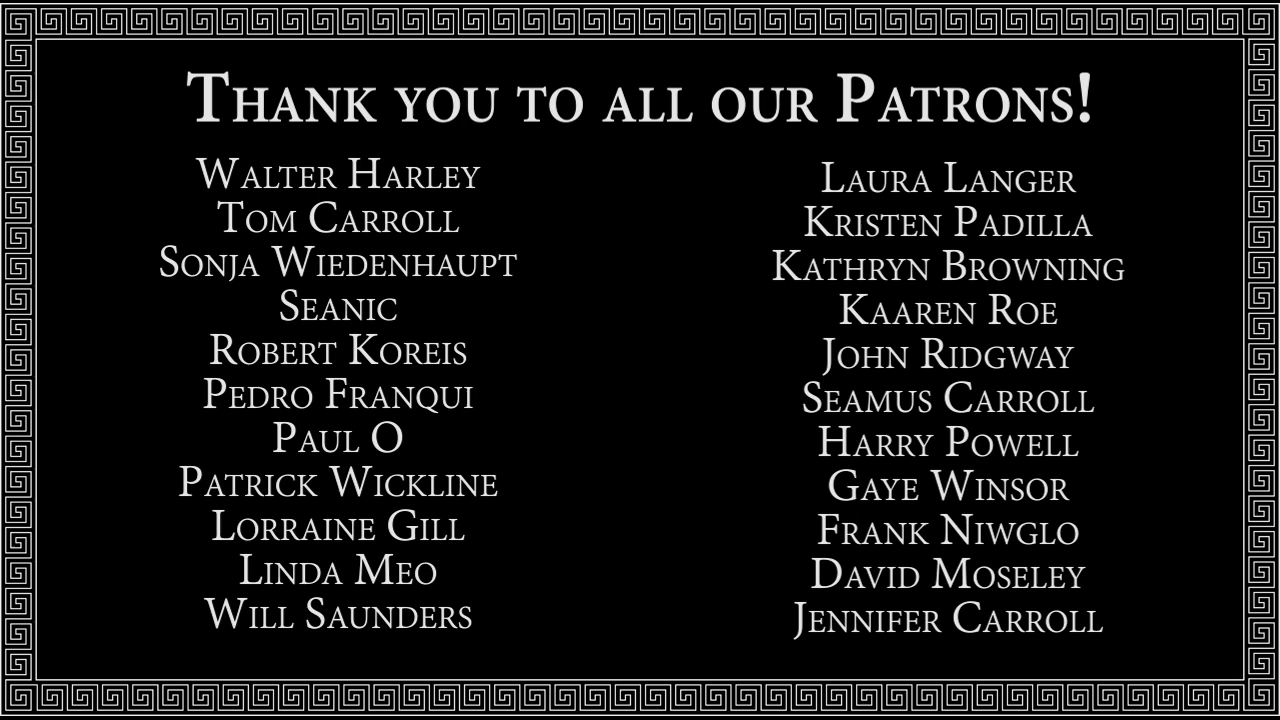 Thank you to all our Patrons!
Walter Harley
Tom Carroll
Sonja Wiedenhaupt
Seanic
Robert Koreis
Pedro Franqui
Paul O
Patrick Wickline
Lorraine Gill
Linda Meo
Will Saunders
Laura Langer
Kristen Padilla
Kathryn Browning
Kaaren Roe
John Ridgway
Seamus Carroll
Harry Powell
Gaye Winsor
Frank Niwglo
David Moseley
Jennifer Carroll